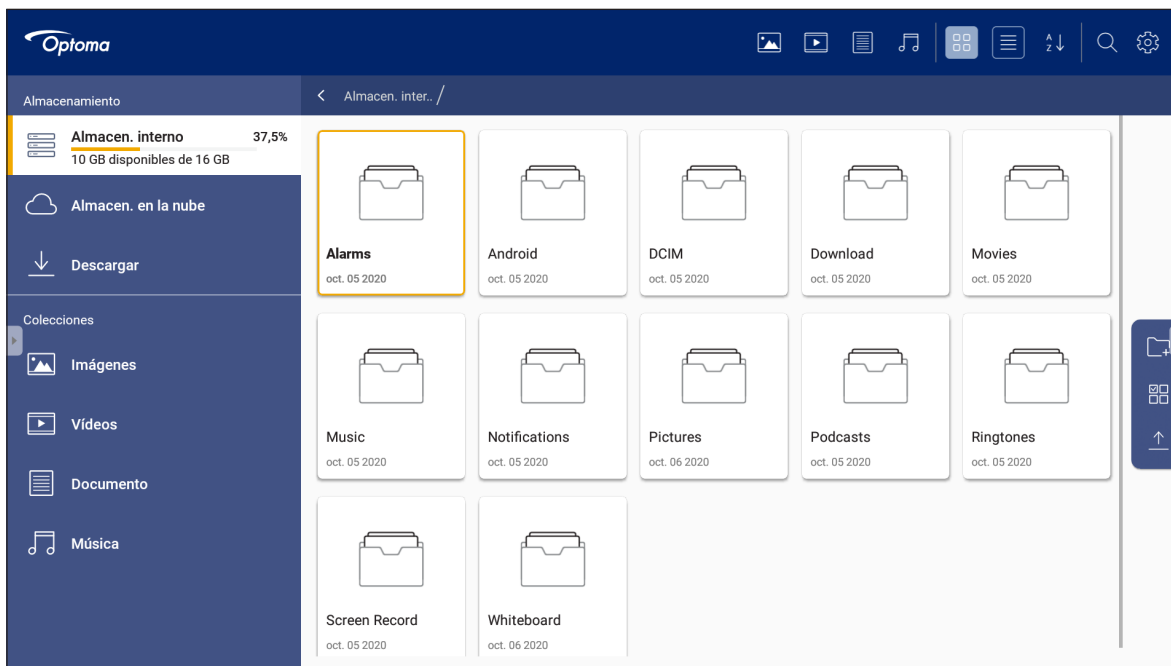 Optoma
A
Z
Almacenamiento
Almacen. inter.. /
Almacen. interno 37,5%
10 GB disponibles de 16 GB
Almacen. en la nube
Descargar
Colecciones
Imágenes
Vídeos
Documento
Música
Alarms Android DCIM Download Movies
oct. 05 2020 oct. 05 2020 oct. 05 2020 oct. 05 2020 oct. 05 2020
Music Notifications Pictures Podcasts Ringtones
oct. 05 2020 oct. 05 2020 oct. 06 2020 oct. 05 2020 oct. 05 2020
Screen Record Whiteboard
oct. 05 2020 oct. 06 2020